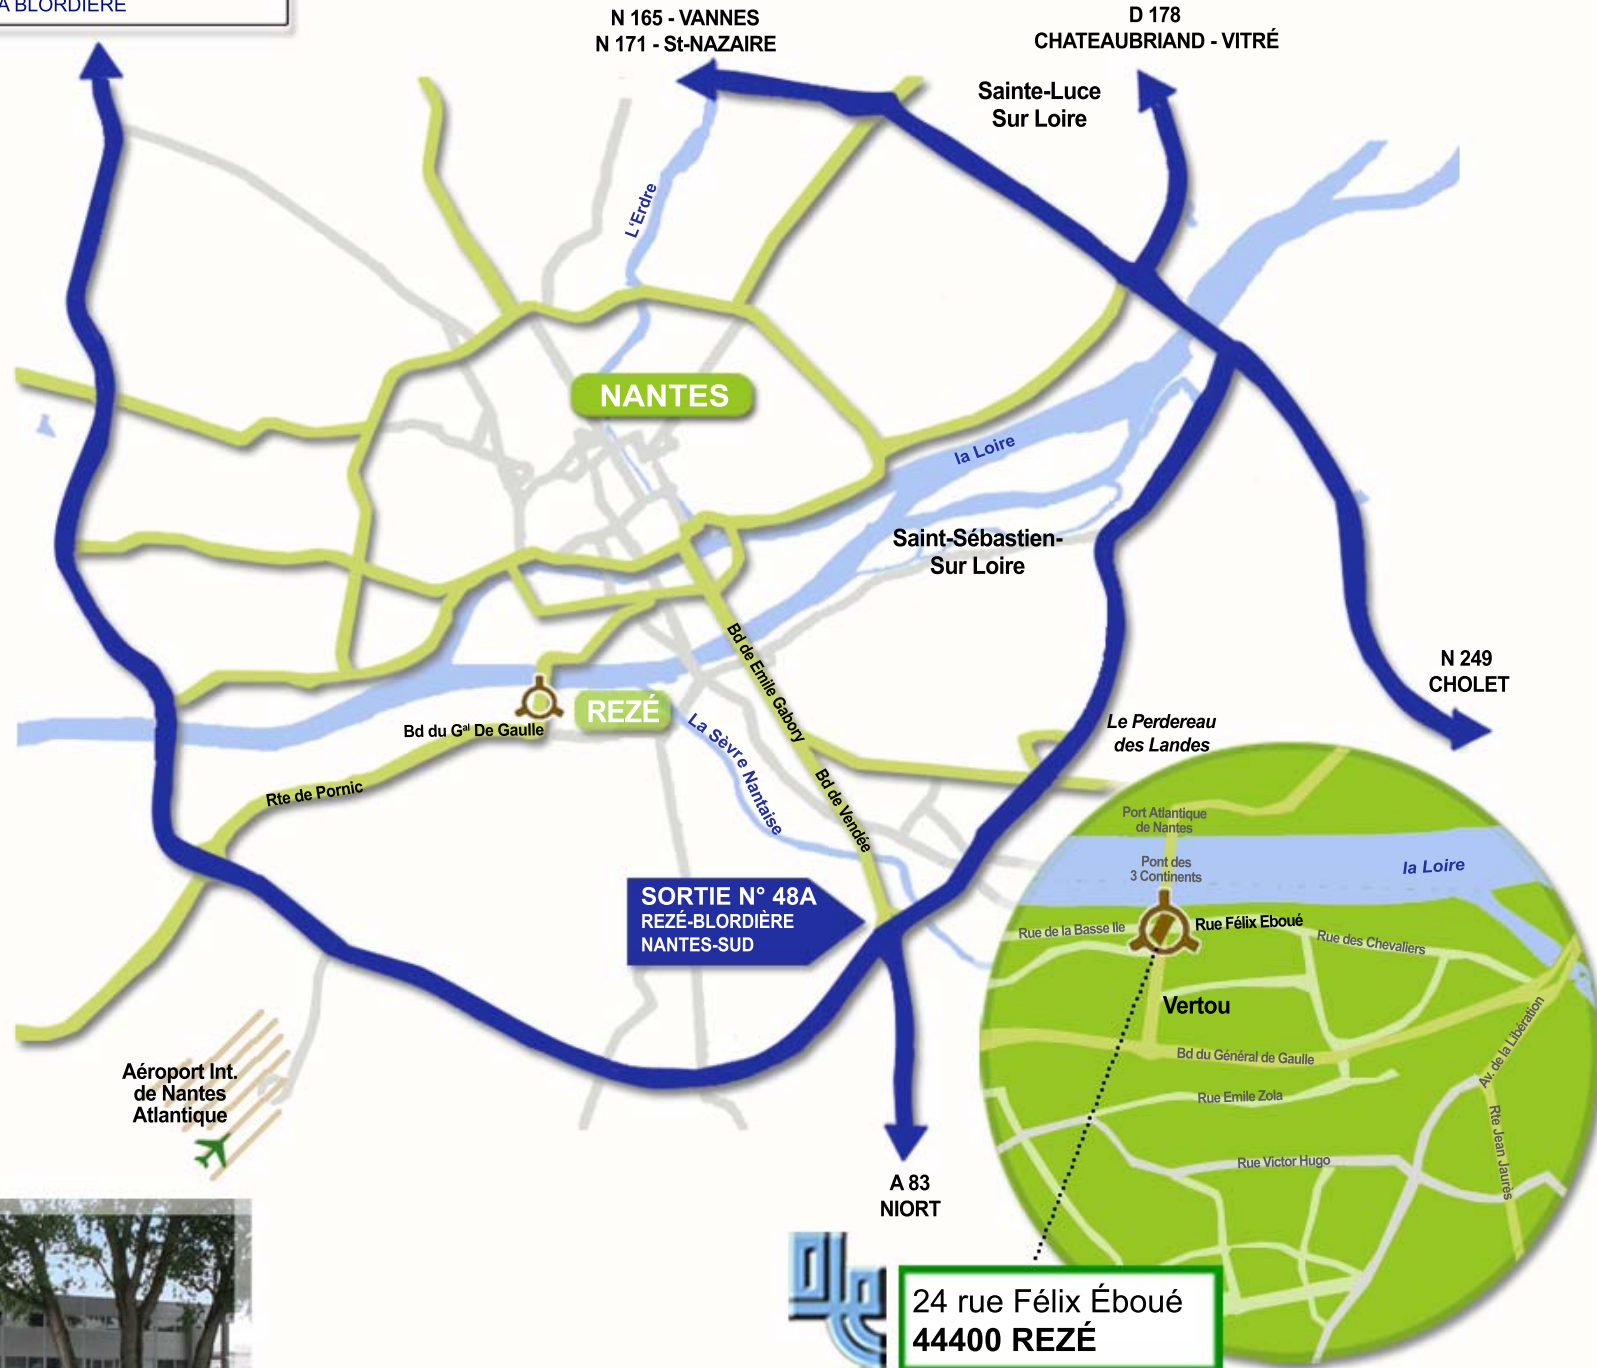 A BLORDIÈRE
N 165 - VANNES
N 171 - St-NAZAIRE
D 178
CHATEAUBRIAND - VITRÉ
Sainte-Luce
Sur Loire
L'Erdre
NANTES
la Loire
Saint-Sébastien-
Sur Loire
Bd de Emile Gabory
N 249
CHOLET
REZÉ
Bd du Gal De Gaulle
La Sèvre Nantaise
Le Perdereau
des Landes
Rte de Pornic
Bd de Vendée
Port Atlantique
de Nantes
Pont des
3 Continents
la Loire
SORTIE N° 48A
REZÉ-BLORDIÈRE
NANTES-SUD
Rue de la Basse Ile
Rue Félix Eboué
Rue des Chevaliers
Vertou
Av. de la Libération
Bd du Général de Gaulle
Rue Emile Zola
Aéroport Int.
de Nantes
Atlantique
Rue Victor Hugo
Rte Jean Jaurès
A 83
NIORT
24 rue Félix Éboué
44400 REZÉ